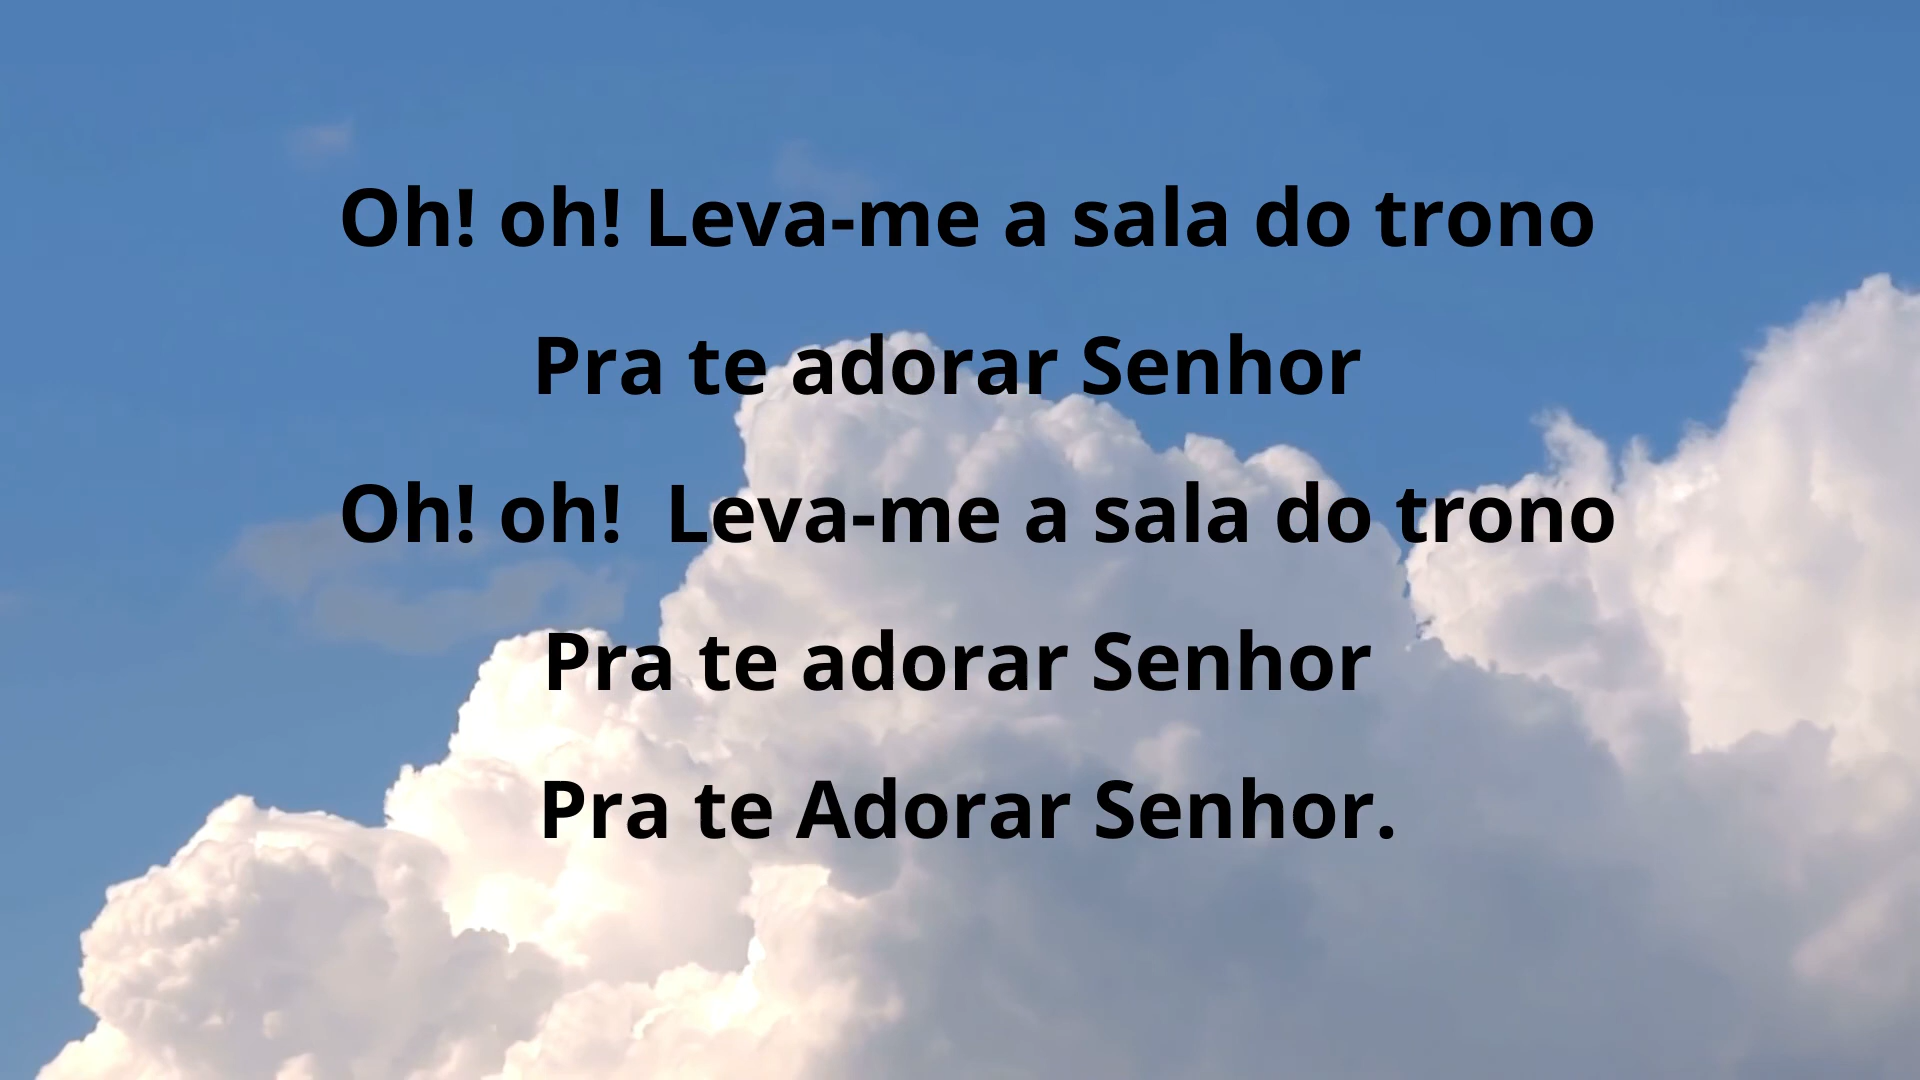 Oh! oh! Leva-me a sala do trono
Pra te adorar Senhor
Oh! oh!  Leva-me a sala do trono
Pra te adorar Senhor
Pra te Adorar Senhor.